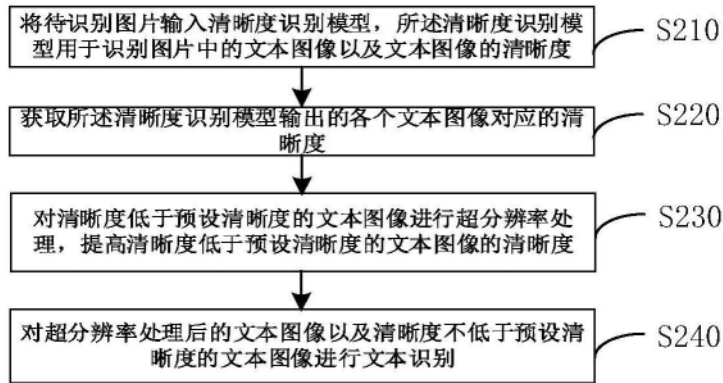 将待识别图片输入清晰度识别模型，所述清晰度识别模
型用于识别图片中的文本图像以及文本图像的清晰度
S210
获取所述清晰度识别模型输出的各个文本图像对应的清
晰度
S220
对清晰度低于预设清晰度的文本图像进行超分辨率处
理，提高清晰度低于预设清晰度的文本图像的清晰度
S230
对超分辨率处理后的文本图像以及清晰度不低于预设清
晰度的文本图像进行文本识别
S240